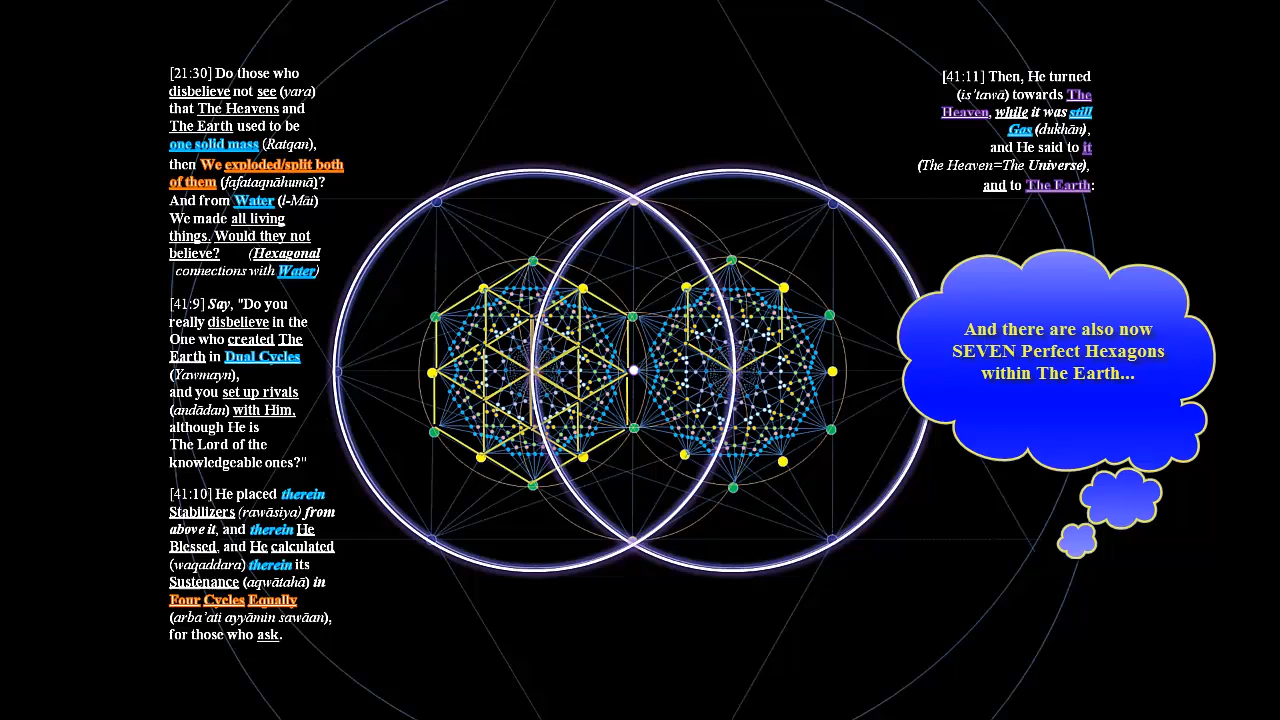 [21:30] Do those who
disbelieve not see (yara)
that The Heavens and
The Earth used to be
one solid mass (Ratqan),
then We exploded/split both
of them (fafataqnāhumā)?
And from Water (l-Māi)
We made all living
things. Would they not
believe? (Hexagonal
connections with Water)
[41:9] Say, "Do you
really disbelieve in the
One who created The
Earth in Dual Cycles
(Yawmayn),
and you set up rivals
(andādan) with Him,
although He is
The Lord of the
knowledgeable ones?"
[41:10] He placed therein
Stabilizers (rawāsiya) from
above it, and therein He
Blessed, and He calculated
(waqaddara) therein its
Sustenance (aqwātahā) in
Four Cycles Equally
(arba'ati ayyāmin sawāan),
for those who ask.
[41:11] Then, He turned
(is'tawā) towards The
Heaven, while it was still
Gas (dukhān),
and He said to it
(The Heaven=The Universe),
and to The Earth:
And there are also now
SEVEN Perfect Hexagons
within The Earth...